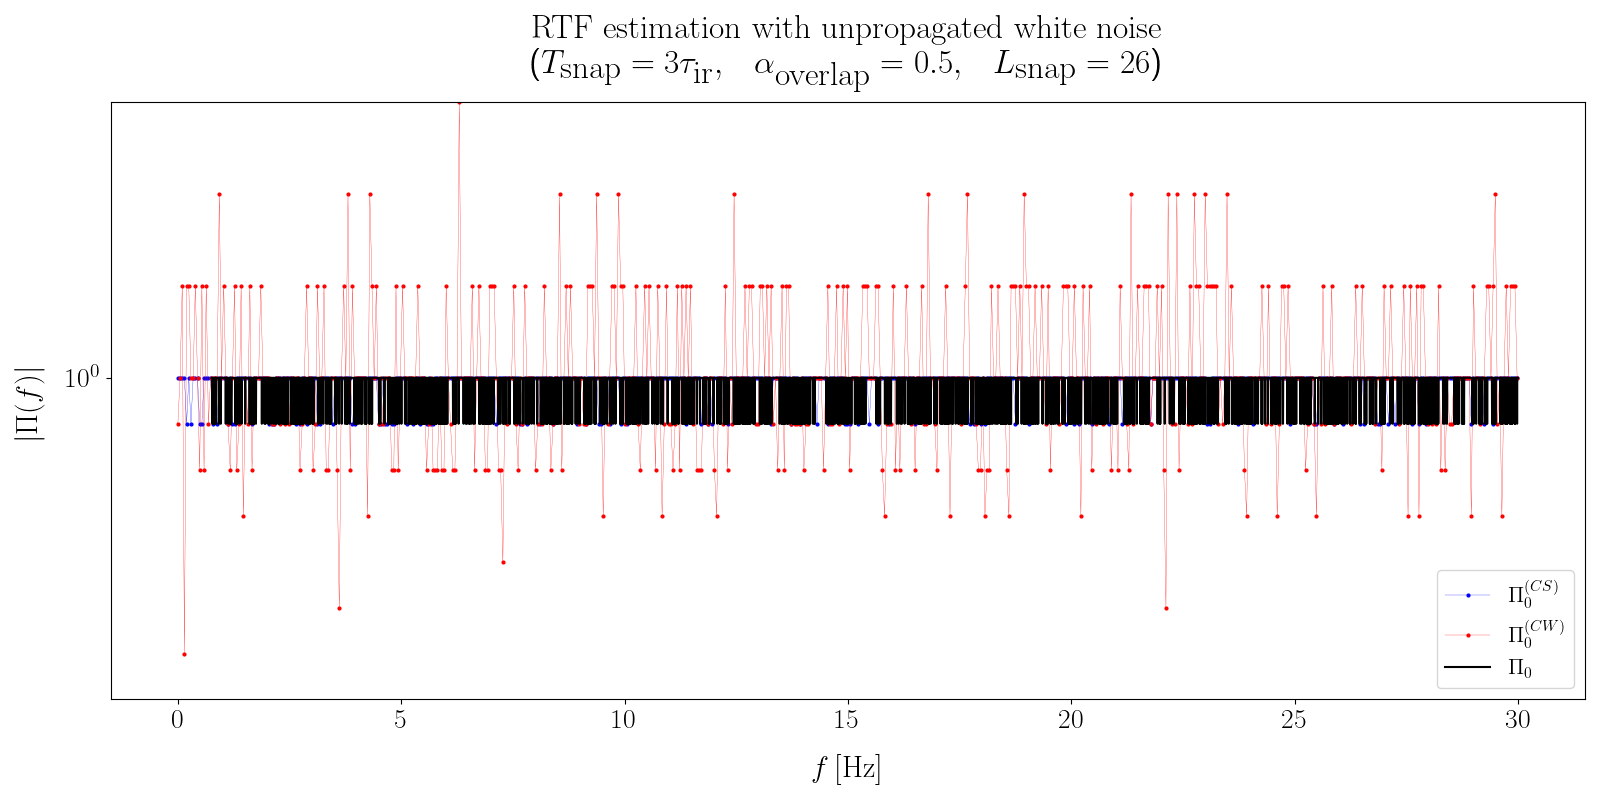 RTF estimation with unpropagated white noise
(T_snap = 3τ_ir, α_overlap = 0.5, L_snap = 26)
|Π(f)|
10^0
Π_0^(CS)
Π_0^(CW)
Π_0
0 5 10 15 20 25 30
f [Hz]